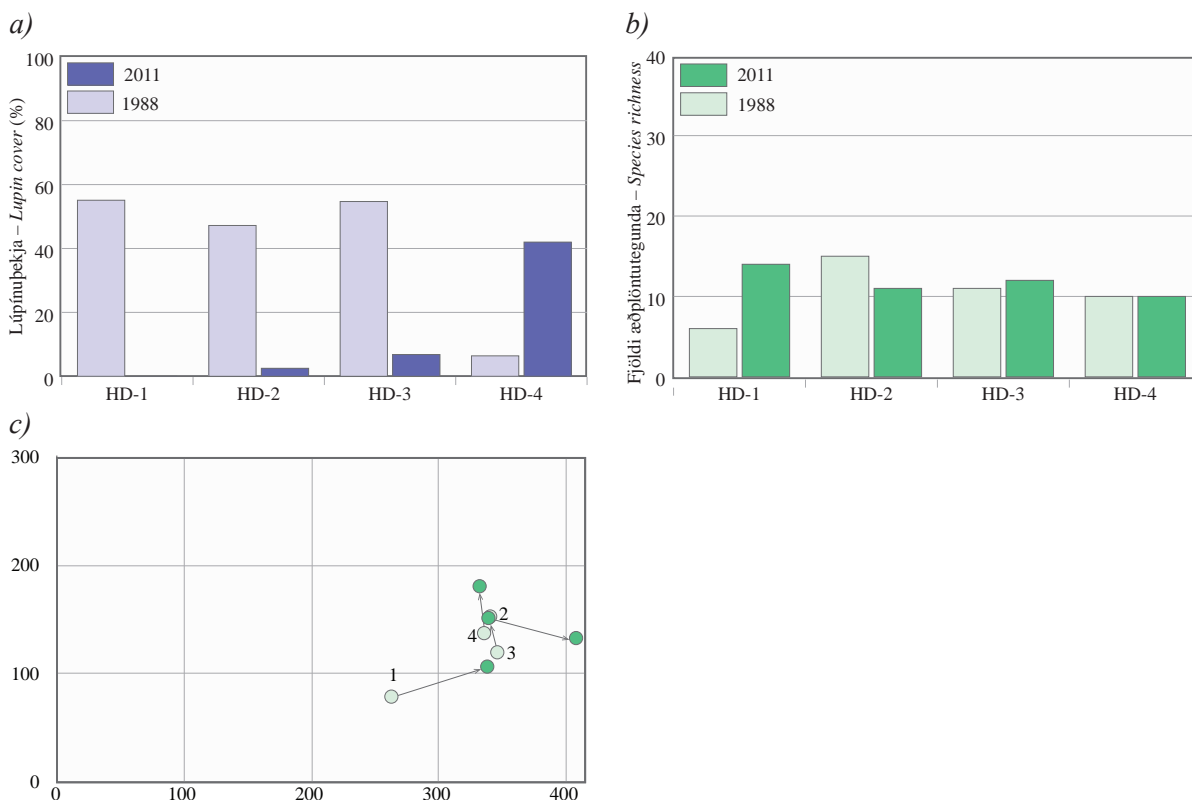 a)
Lúpínuþekja – Lupin cover (%)
100
80
60
40
20
0
2011
1988
HD-1 HD-2 HD-3 HD-4
b)
Fjöldi æðplöntutegunda – Species richness
40
30
20
10
0
2011
1988
HD-1 HD-2 HD-3 HD-4
c)
300
200
100
0
2
4
3
1
0 100 200 300 400